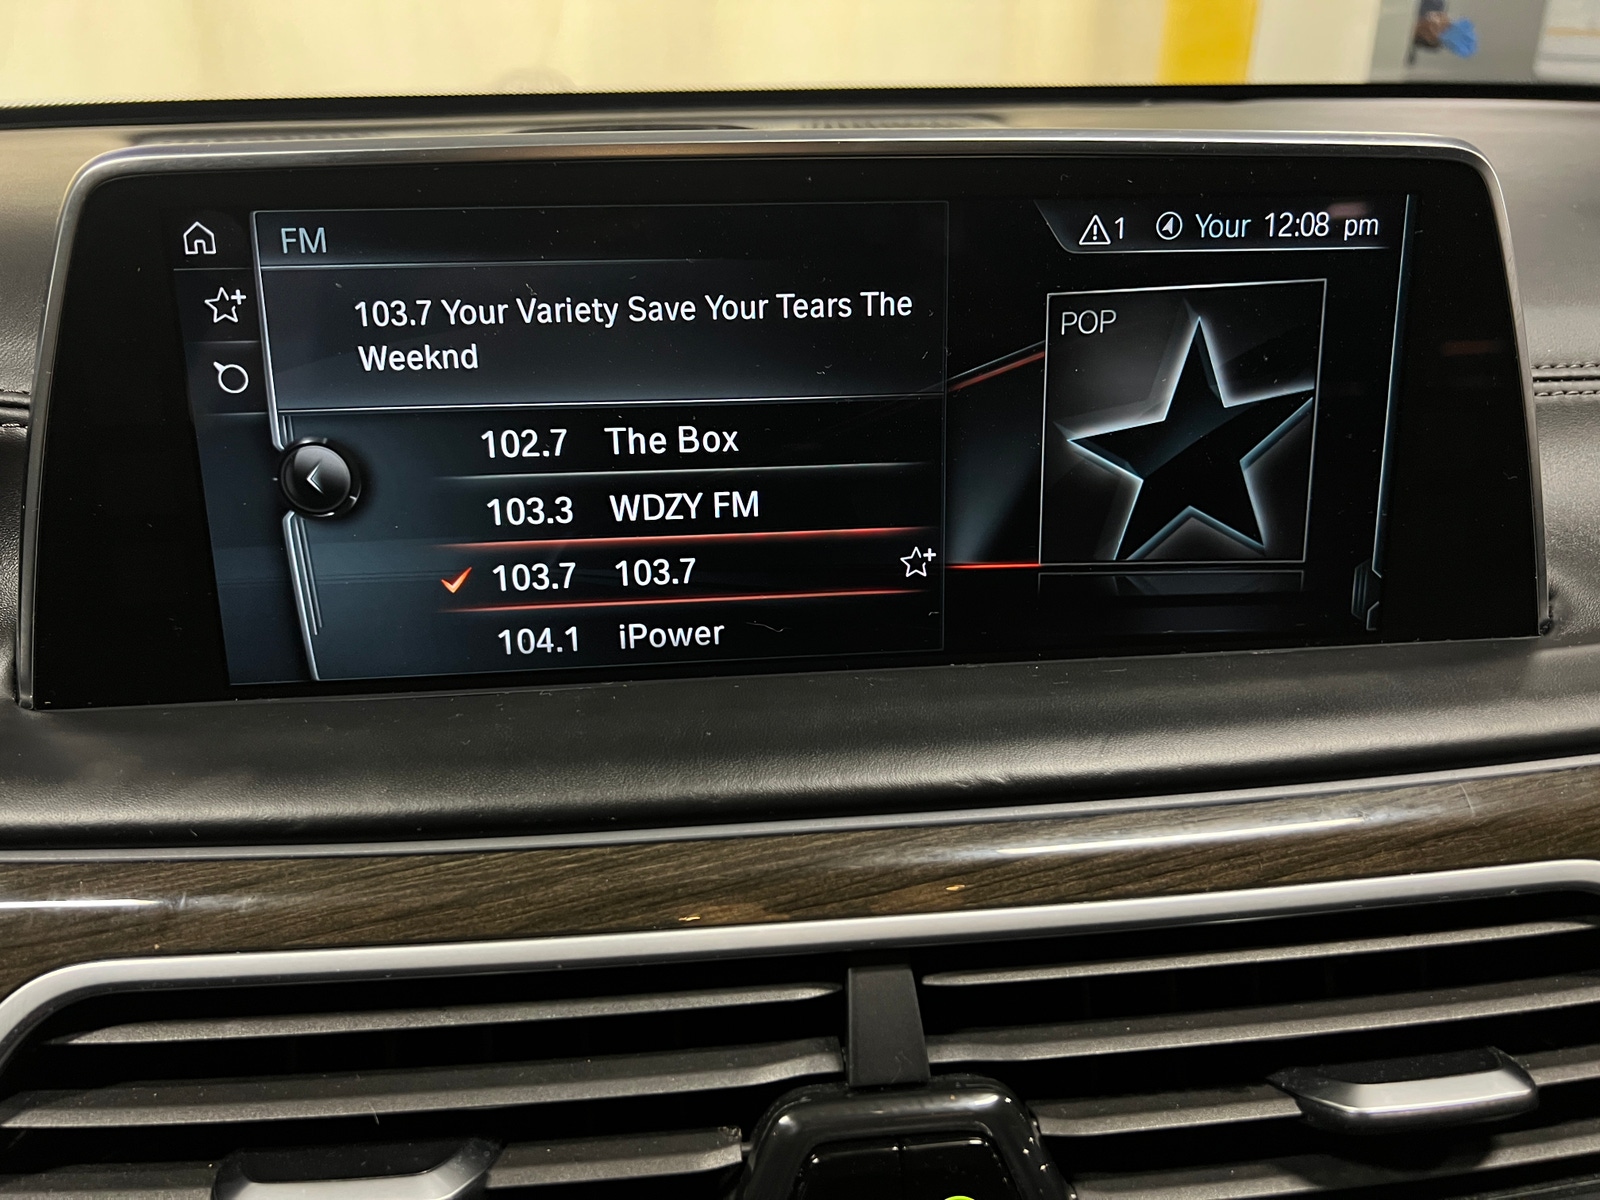 FM
⚠1 Your 12:08 pm
103.7 Your Variety Save Your Tears The
Weeknd
POP
102.7 The Box
103.3 WDZY FM
103.7 103.7
104.1 iPower